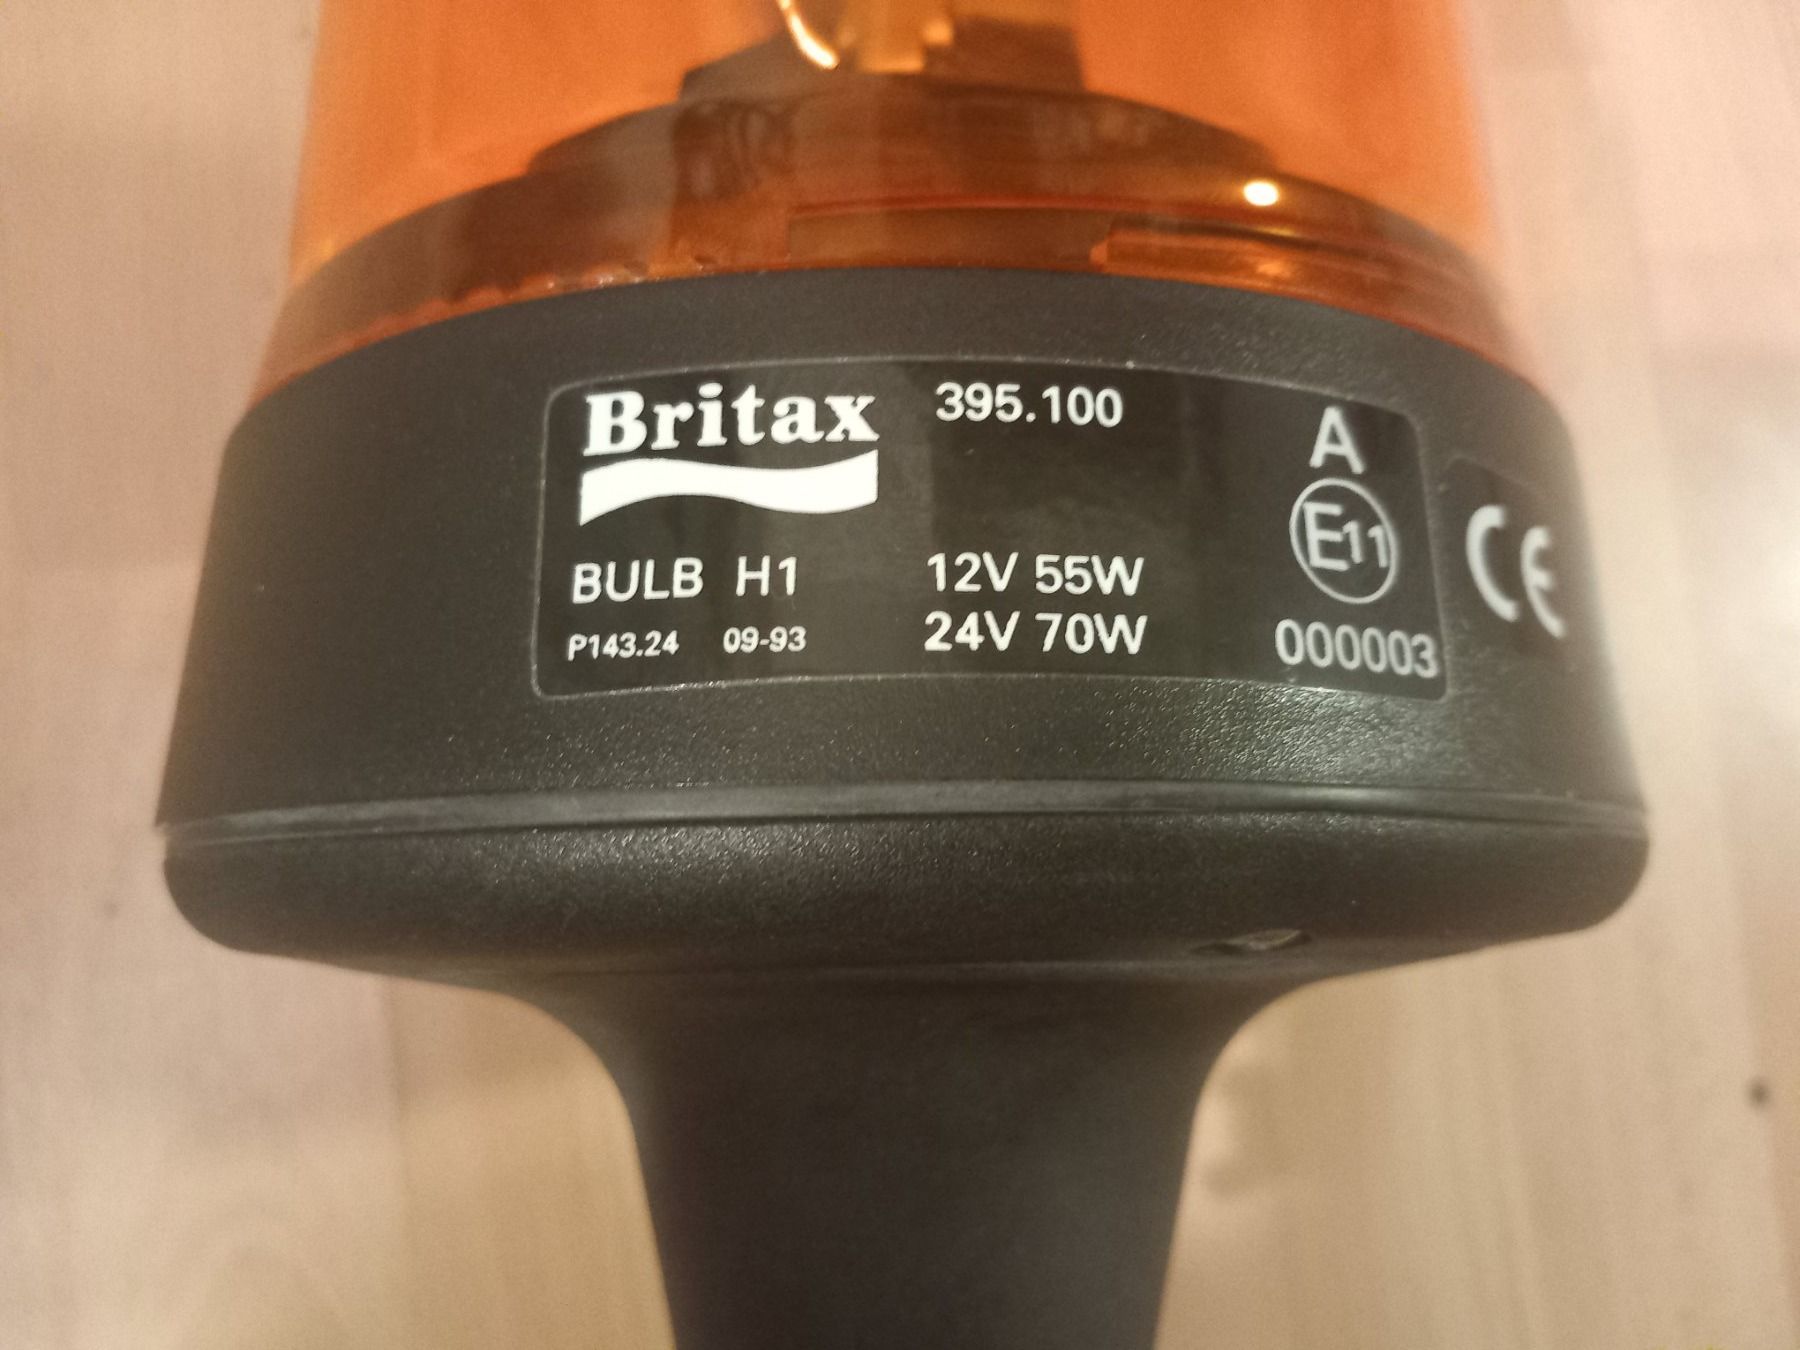 Britax 395.100
A
E11
CE
BULB H1 12V 55W
P143.24 09-93 24V 70W
000003